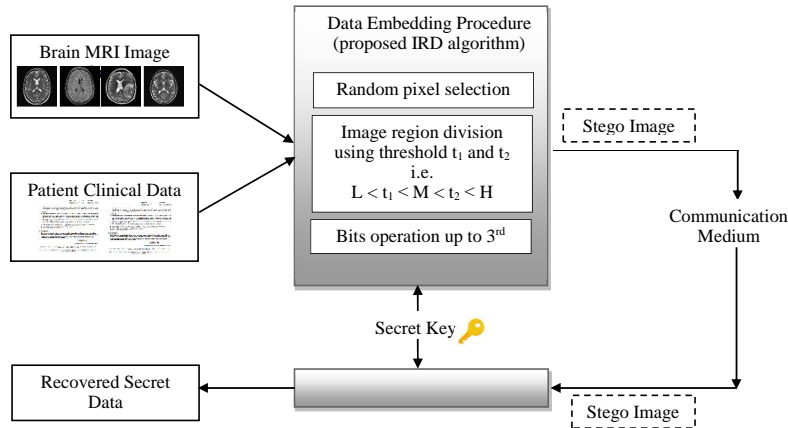 Brain MRI Image
Patient Clinical Data
Data Embedding Procedure
(proposed IRD algorithm)
Random pixel selection
Image region division
using threshold t₁ and t₂
i.e.
L < t₁ < M < t₂ < H
Bits operation up to 3ʳᵈ
Stego Image
Communication
Medium
Secret Key
Recovered Secret
Data
Stego Image